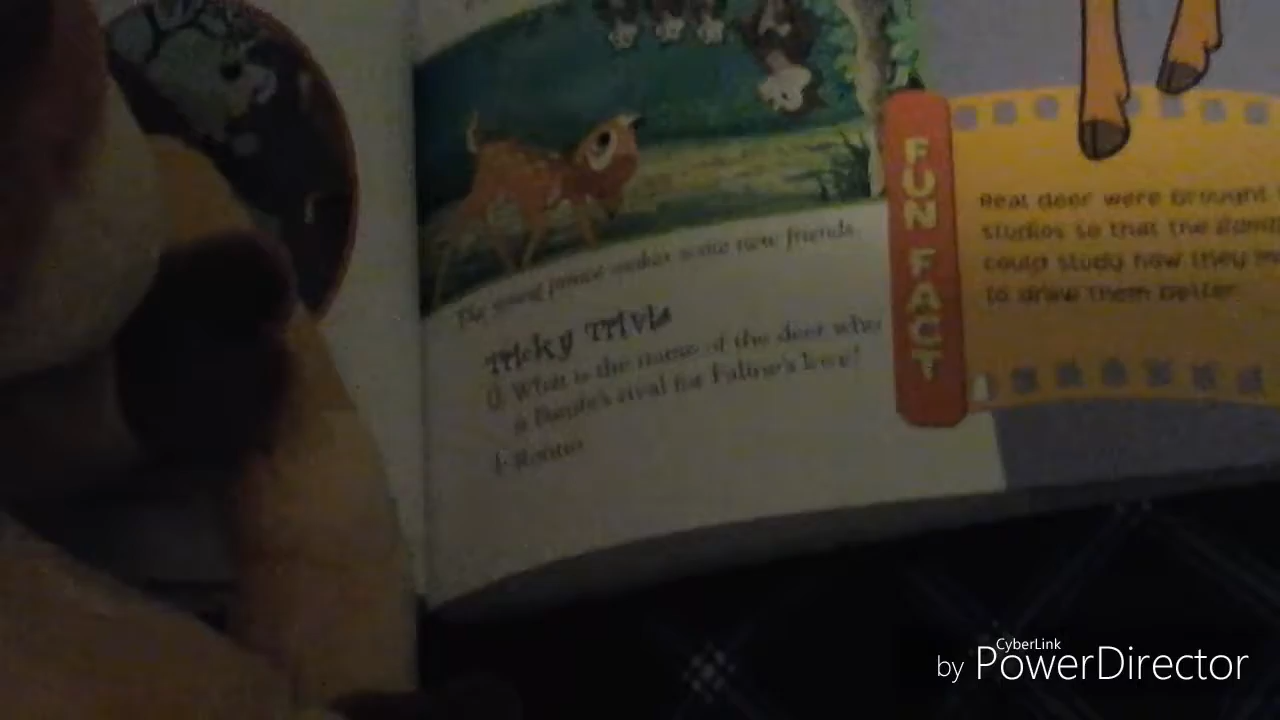 The young prince makes some new friends.
Tricky Trivia
Q. What is the name of the deer who
is Bambi's rival for Faline's love?
A. Ronno
FUN FACT
Real deer were brought
studios so that the
could study how they
to draw them better.
CyberLink
by PowerDirector